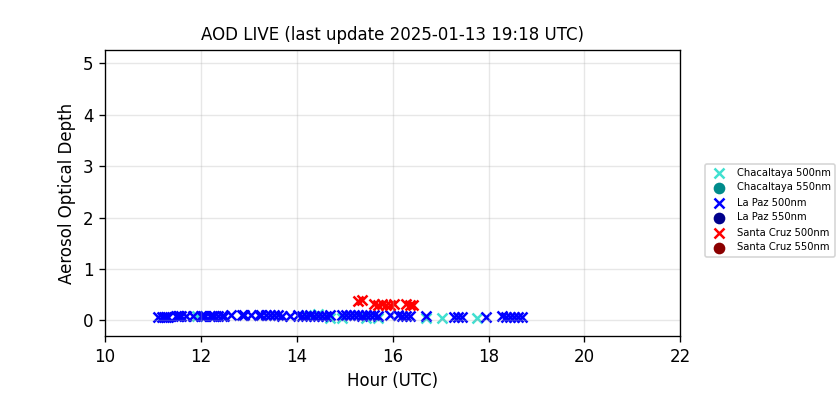 AOD LIVE (last update 2025-01-13 19:18 UTC)
5
4
3
2
1
0
Aerosol Optical Depth
10 12 14 16 18 20 22
Hour (UTC)
Chacaltaya 500nm
Chacaltaya 550nm
La Paz 500nm
La Paz 550nm
Santa Cruz 500nm
Santa Cruz 550nm